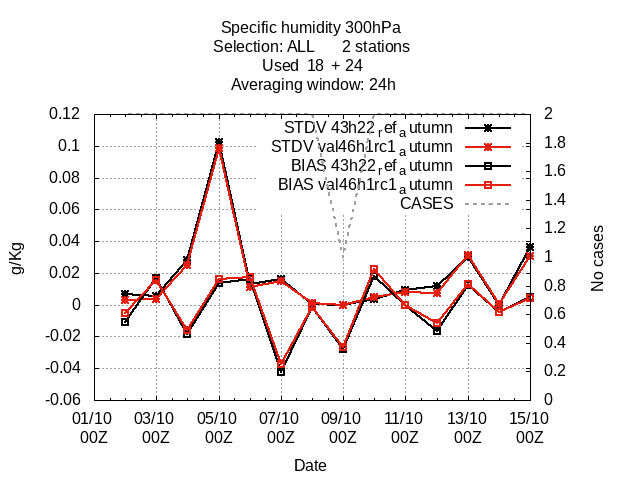 Specific humidity 300hPa
Selection: ALL 2 stations
Used 18 + 24
Averaging window: 24h
STDV 43h22ref_autumn
STDV val46h1rc1autumn
BIAS 43h22refautumn
BIAS val46h1rc1autumn
CASES
0.12
0.1
0.08
0.06
0.04
0.02
0
-0.02
-0.04
-0.06
2
1.8
1.6
1.4
1.2
1
0.8
0.6
0.4
0.2
0
g/Kg
No cases
01/10 03/10 05/10 07/10 09/10 11/10 13/10 15/10
00Z 00Z 00Z 00Z 00Z 00Z 00Z 00Z
Date